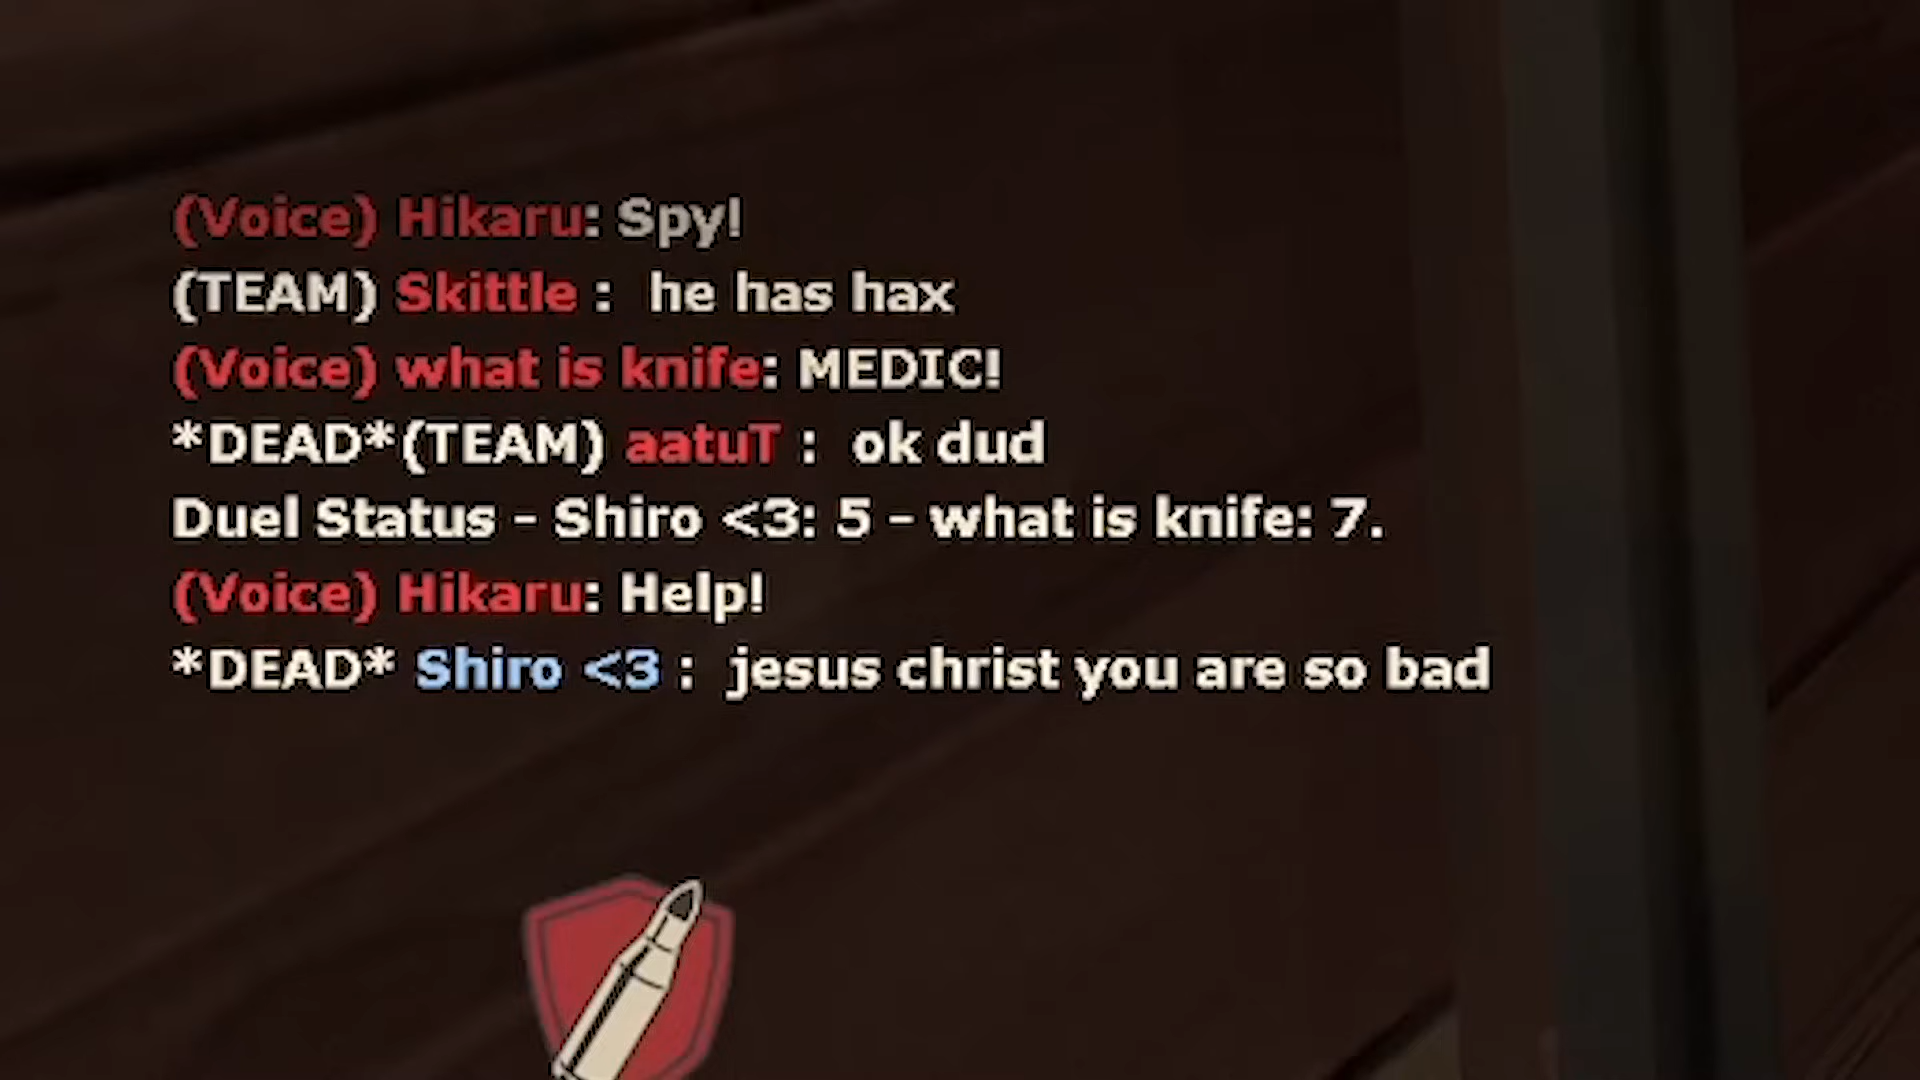 (Voice) Hikaru: Spy!
(TEAM) Skittle :  he has hax
(Voice) what is knife: MEDIC!
*DEAD*(TEAM) aatuT :  ok dud
Duel Status - Shiro <3: 5 - what is knife: 7.
(Voice) Hikaru: Help!
*DEAD* Shiro <3 :  jesus christ you are so bad